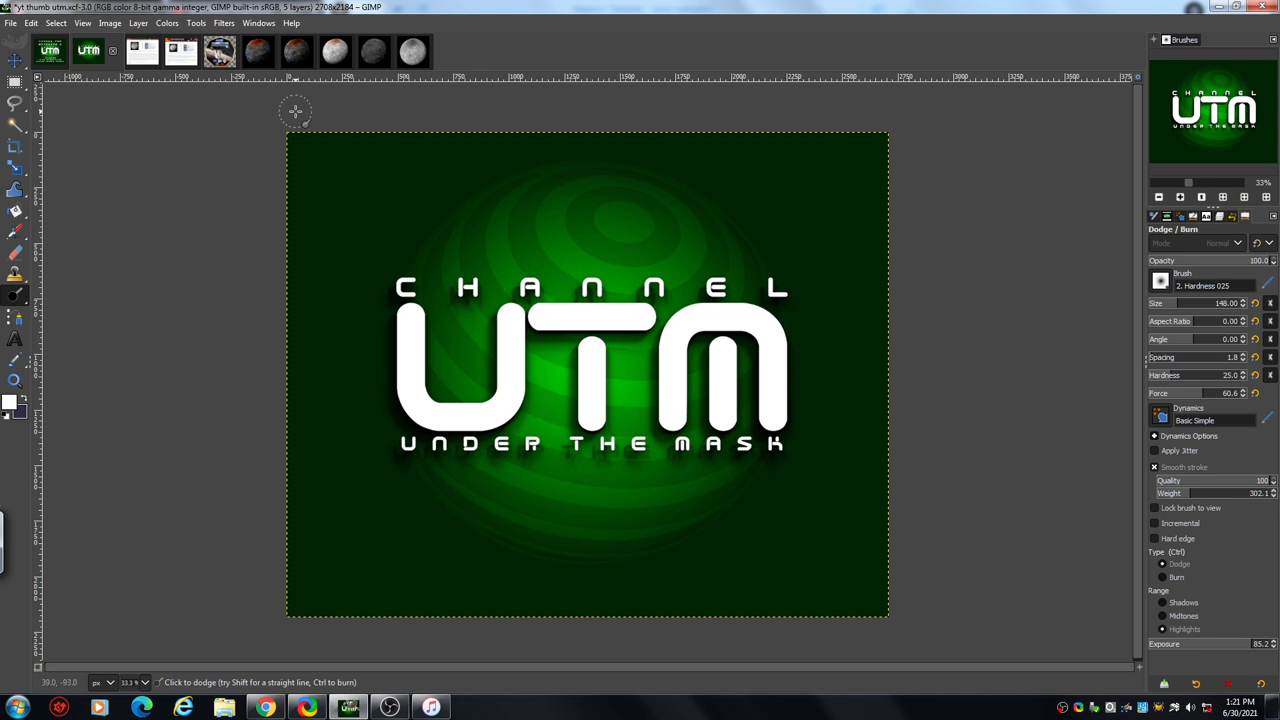 *yt thumb utm.xcf-3.0 (RGB color 8-bit gamma integer, GIMP built-in sRGB, 5 layers) 2708x2184 – GIMP
File Edit Select View Image Layer Colors Tools Filters Windows Help
Brushes
CHANNEL
UTM
UNDER THE MASK
33%
Dodge / Burn
Mode Normal
Opacity 100.0
Brush
2. Hardness 025
Size 148.00
Aspect Ratio 0.00
Angle 0.00
Spacing 1.8
Hardness 25.0
Force 60.6
Dynamics
Basic Simple
Dynamics Options
Apply Jitter
Smooth stroke
Quality 100
Weight 302.1
Lock brush to view
Incremental
Hard edge
Type (Ctrl)
Dodge
Burn
Range
Shadows
Midtones
Highlights
Exposure 85.2
CHANNEL
UTM
UNDER THE MASK
39.0, -93.0 px 33.3 % Click to dodge (try Shift for a straight line, Ctrl to burn)
1:21 PM
6/30/2021